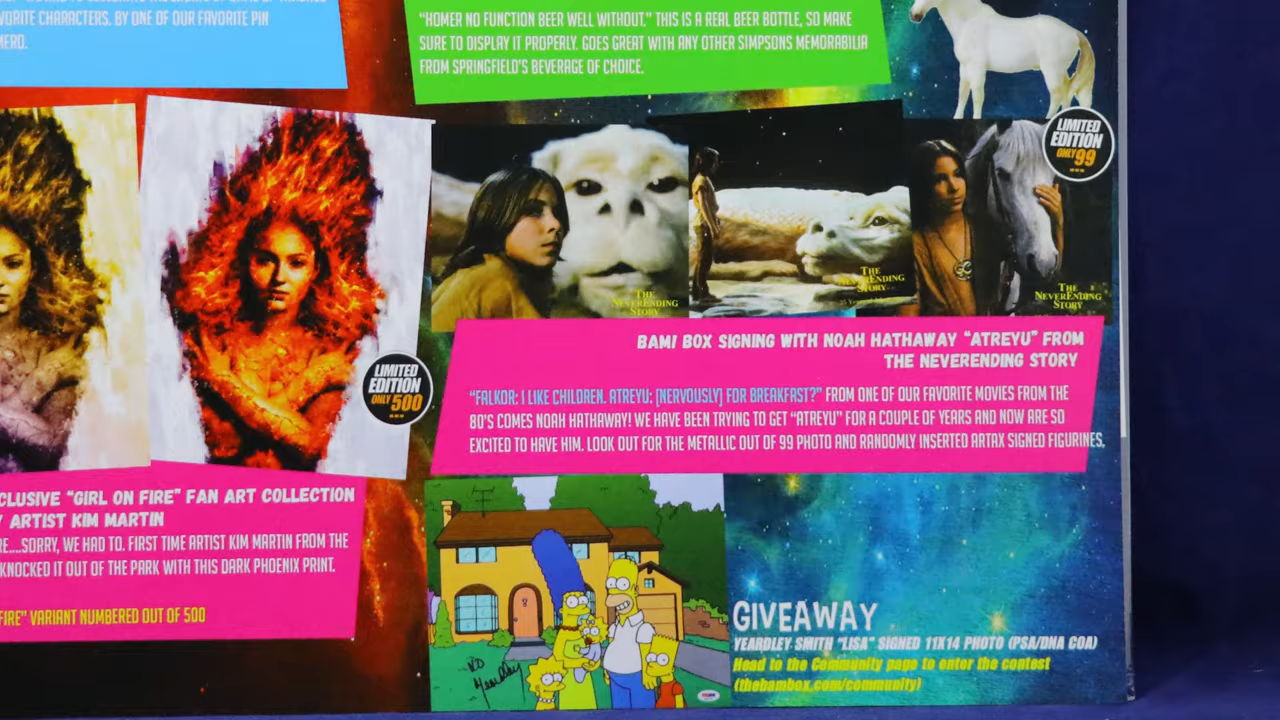 VORITE CHARACTERS. BY ONE OF OUR FAVORITE PIN
MERO.
"HOMER NO FUNCTION BEER WELL WITHOUT." THIS IS A REAL BEER BOTTLE, SO MAKE
SURE TO DISPLAY IT PROPERLY. GOES GREAT WITH ANY OTHER SIMPSONS MEMORABILIA
FROM SPRINGFIELD'S BEVERAGE OF CHOICE.
LIMITED
EDITION
ONLY 99
THE
NEVERENDING
STORY
THE
NEVERENDING
STORY
THE
NEVERENDING
STORY
LIMITED
EDITION
ONLY 500
BAM! BOX SIGNING WITH NOAH HATHAWAY "ATREYU" FROM
THE NEVERENDING STORY
"FALKOR: I LIKE CHILDREN. ATREYU: [NERVOUSLY] FOR BREAKFAST?" FROM ONE OF OUR FAVORITE MOVIES FROM THE
80'S COMES NOAH HATHAWAY! WE HAVE BEEN TRYING TO GET "ATREYU" FOR A COUPLE OF YEARS AND NOW ARE SO
EXCITED TO HAVE HIM. LOOK OUT FOR THE METALLIC OUT OF 99 PHOTO AND RANDOMLY INSERTED ARTAX SIGNED FIGURINES.
CLUSIVE "GIRL ON FIRE" FAN ART COLLECTION
Y ARTIST KIM MARTIN
RE....SORRY, WE HAD TO. FIRST TIME ARTIST KIM MARTIN FROM THE
KNOCKED IT OUT OF THE PARK WITH THIS DARK PHOENIX PRINT.
FIRE" VARIANT NUMBERED OUT OF 500
GIVEAWAY
YEARDLEY SMITH "LISA" SIGNED 11X14 PHOTO (PSA/DNA COA)
Head to the Community page to enter the contest
(thebambox.com/community)